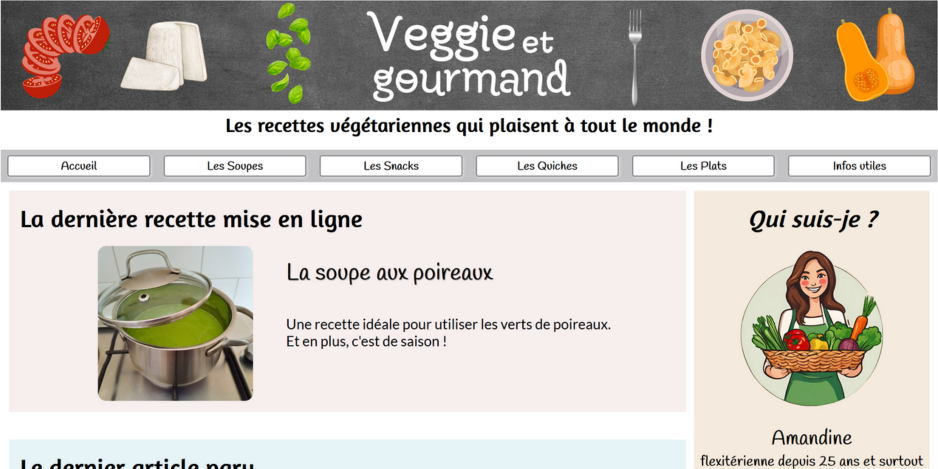 Veggie et
gourmand
Les recettes végétariennes qui plaisent à tout le monde !
Accueil
Les Soupes
Les Snacks
Les Quiches
Les Plats
Infos utiles
La dernière recette mise en ligne
La soupe aux poireaux
Une recette idéale pour utiliser les verts de poireaux.
Et en plus, c'est de saison !
Le dernier article paru
Qui suis-je ?
Amandine
flexitérienne depuis 25 ans et surtout